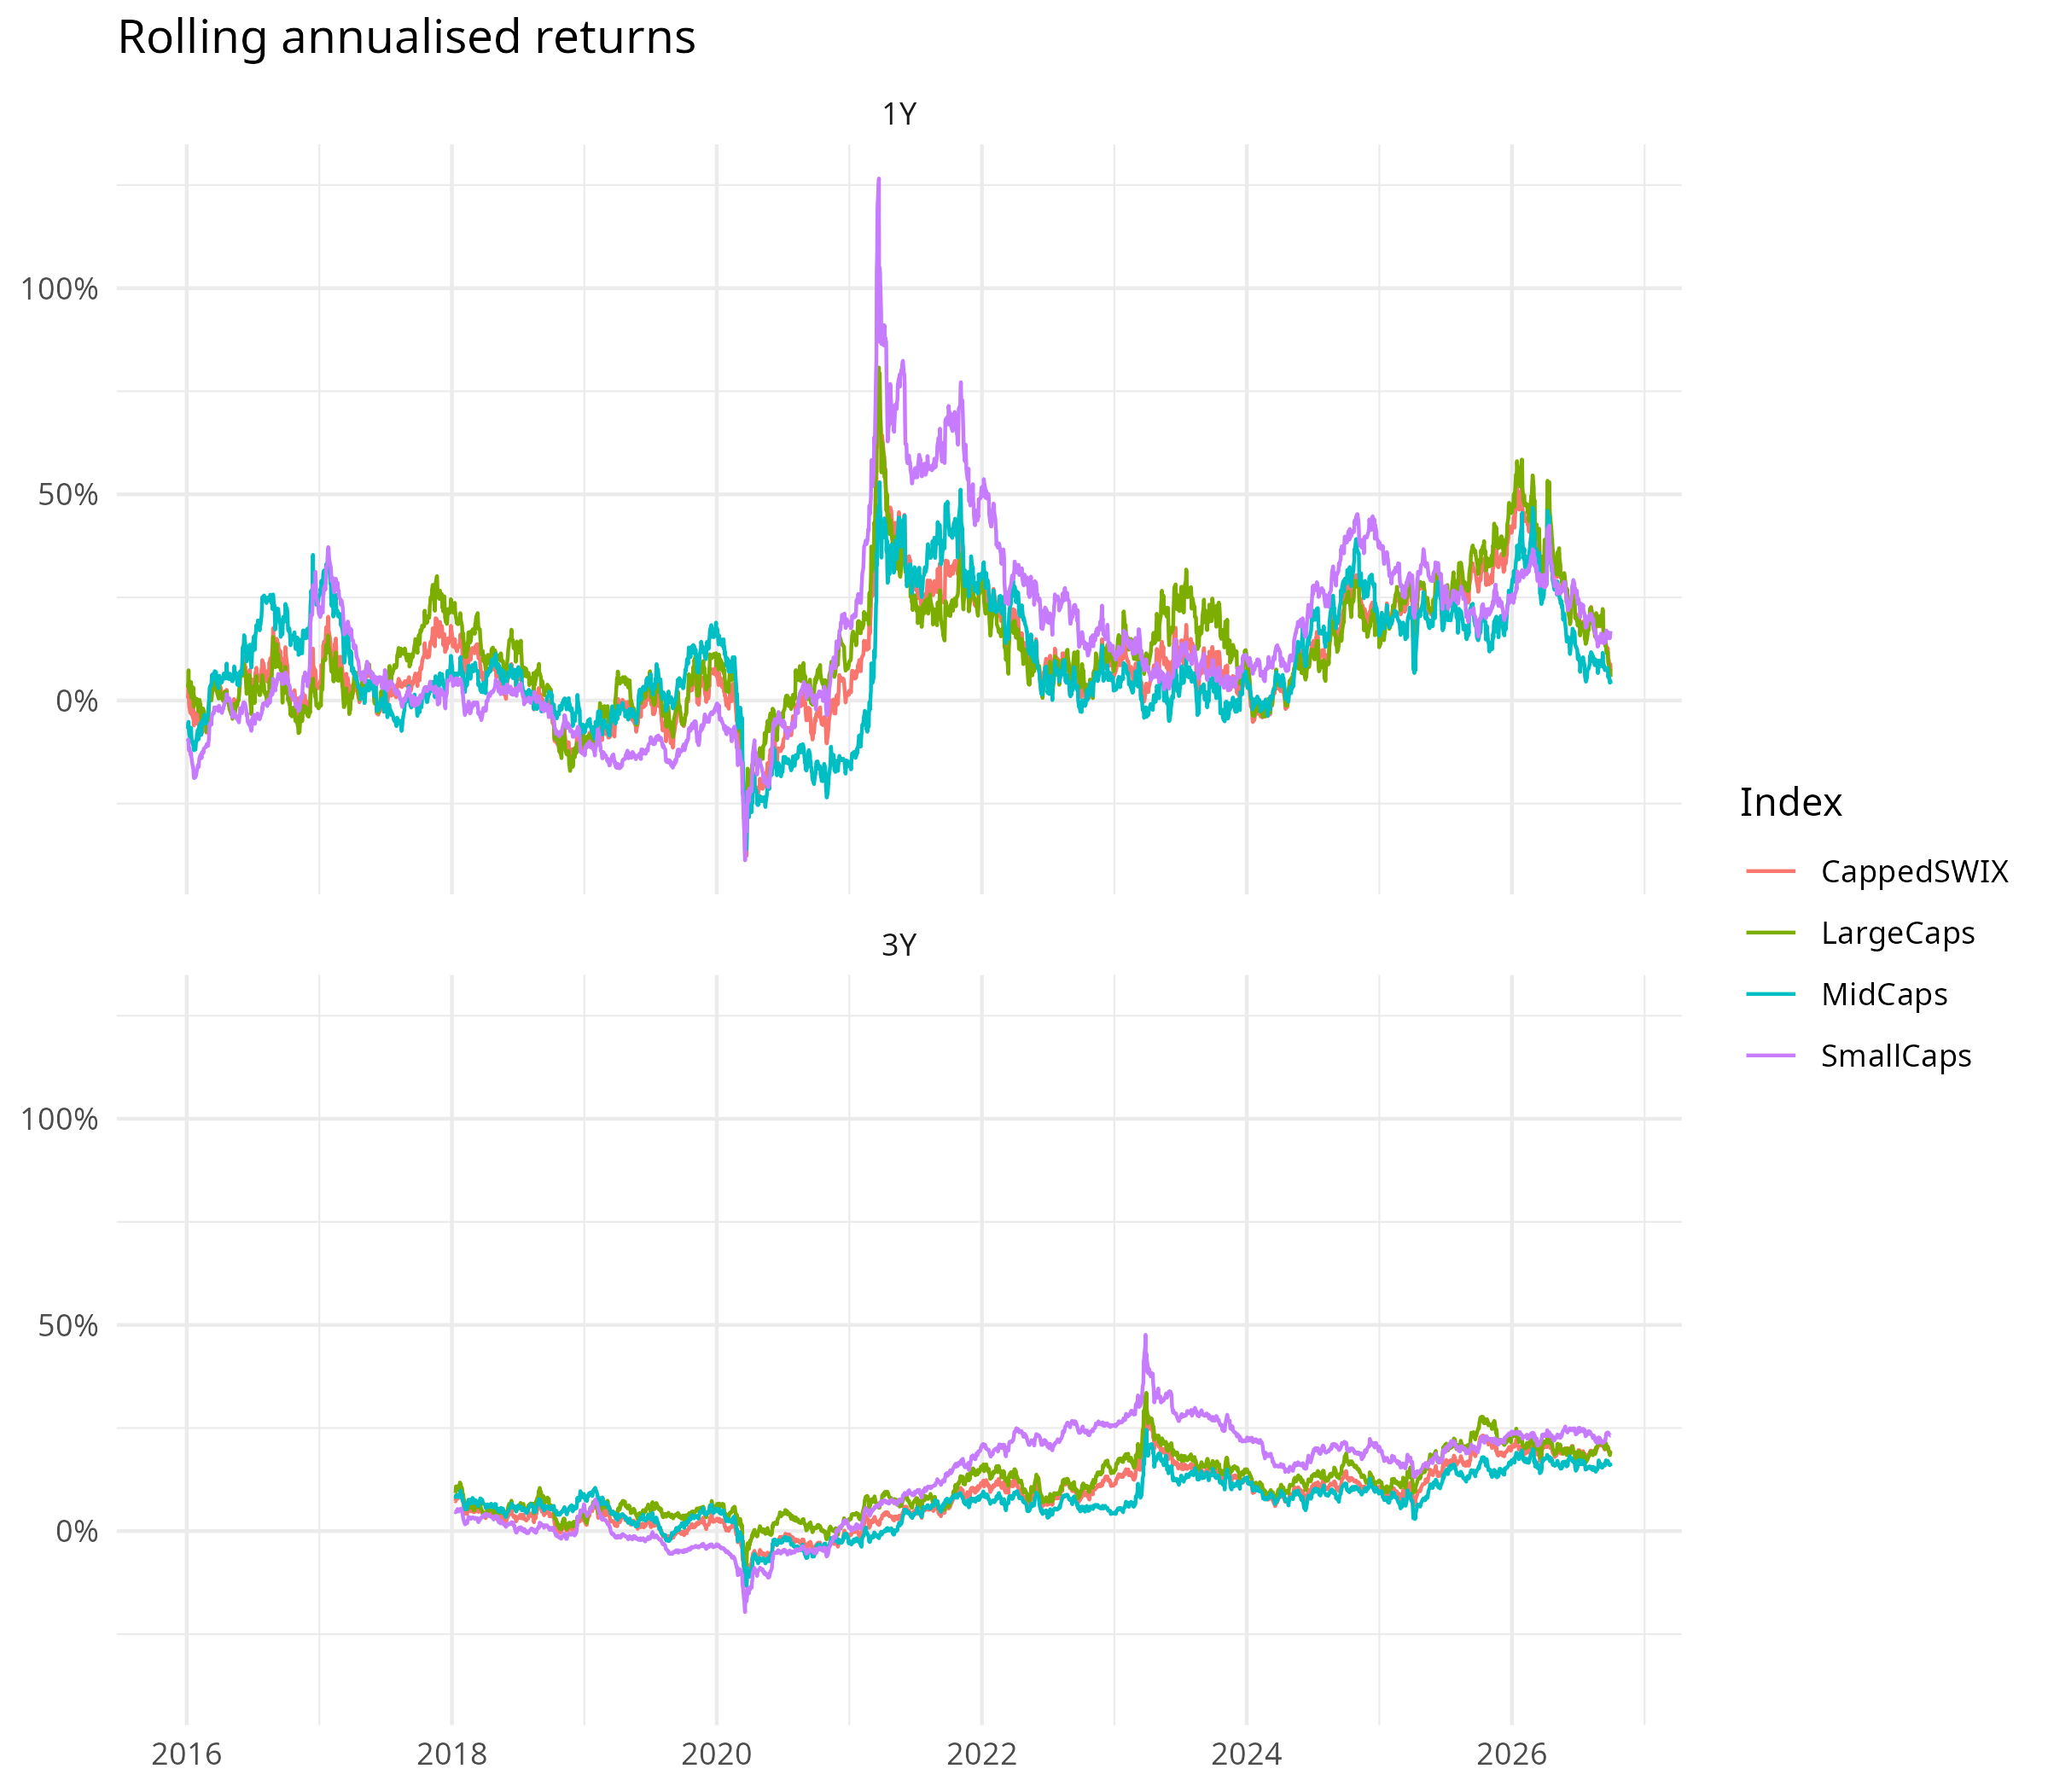 Rolling annualised returns
1Y
100%
50%
0%
3Y
100%
50%
0%
2016 2018 2020 2022 2024 2026
Index
CappedSWIX
LargeCaps
MidCaps
SmallCaps